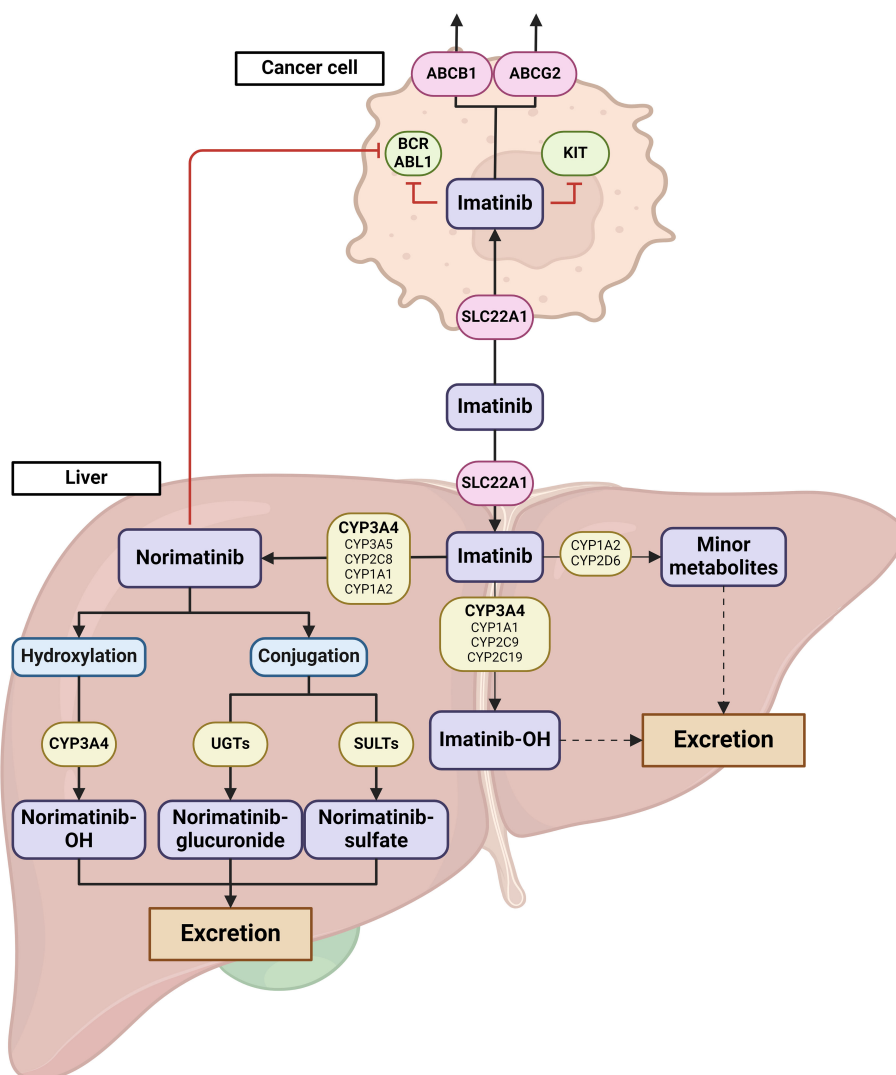 Cancer cell
ABCB1
ABCG2
BCR
ABL1
KIT
Imatinib
SLC22A1
Imatinib
Liver
SLC22A1
Norimatinib
CYP3A4
CYP3A5
CYP2C8
CYP1A1
CYP1A2
Imatinib
CYP1A2
CYP2D6
Minor
metabolites
CYP3A4
CYP1A1
CYP2C9
CYP2C19
Hydroxylation
Conjugation
CYP3A4
UGTs
SULTs
Imatinib-OH
Excretion
Norimatinib-
OH
Norimatinib-
glucuronide
Norimatinib-
sulfate
Excretion